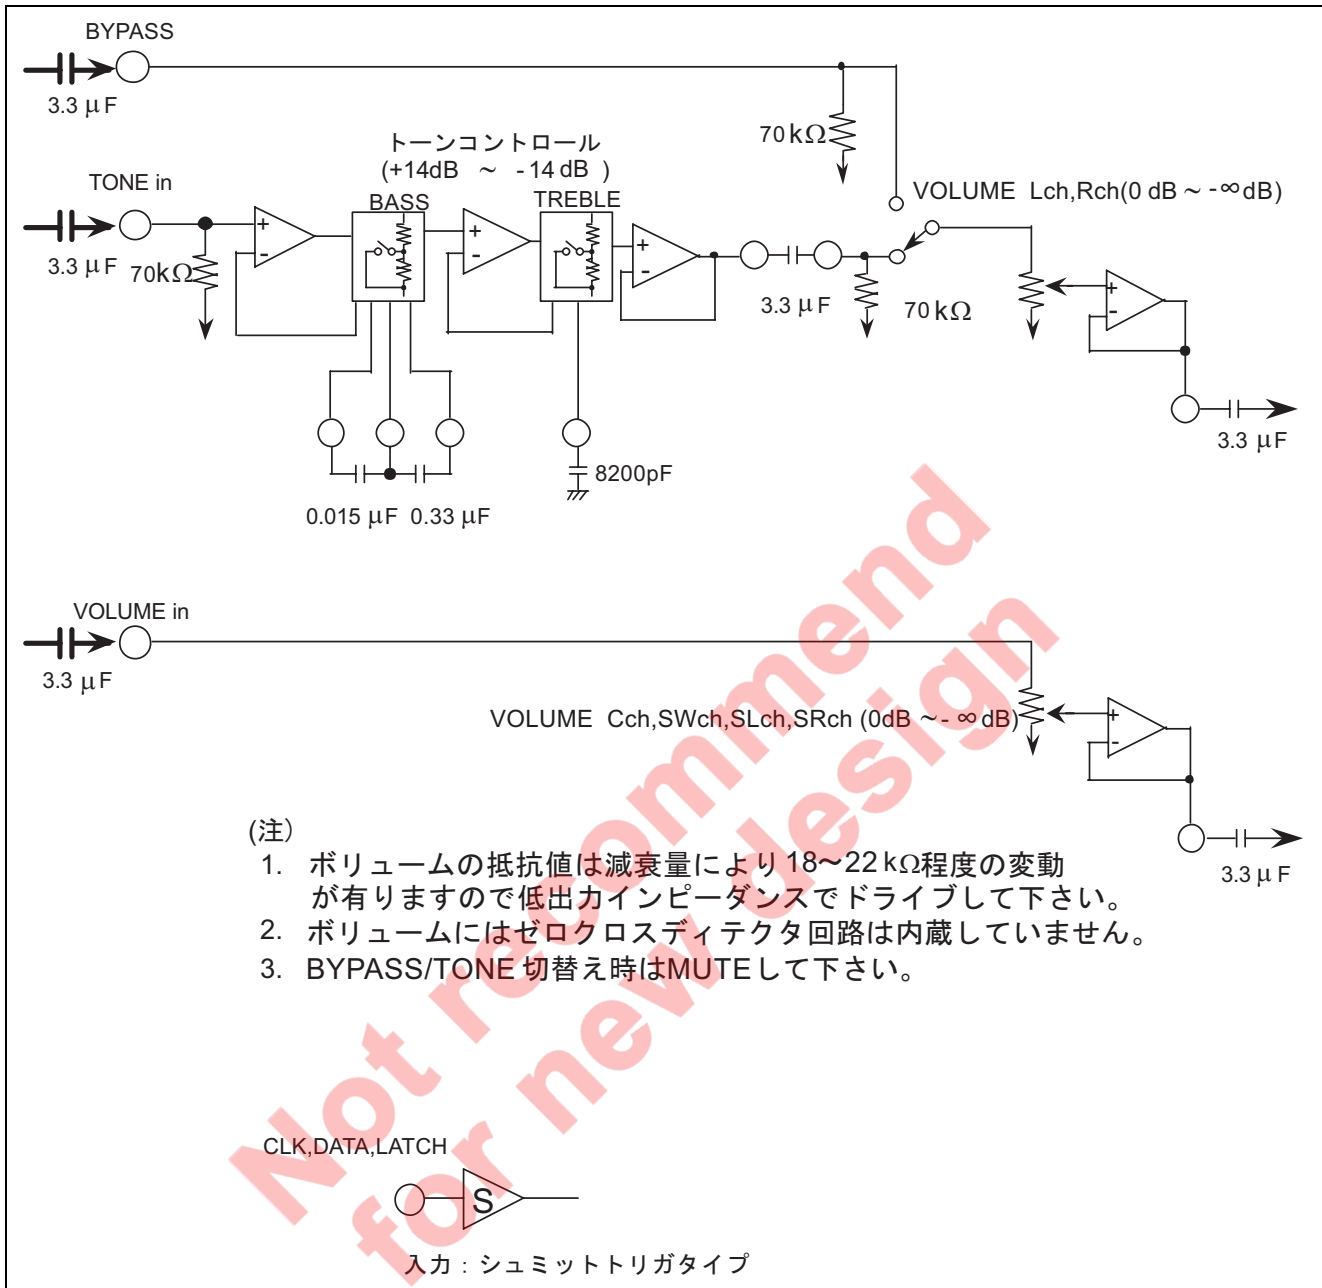 BYPASS
3.3 μF
70kΩ
トーンコントロール
(+14dB ～ -14 dB )
TONE in
BASS
TREBLE
VOLUME Lch,Rch(0 dB ～ -∞dB)
3.3 μF
70kΩ
3.3 μF
70kΩ
3.3 μF
8200pF
0.015 μF 0.33 μF
VOLUME in
3.3 μF
VOLUME Cch,SWch,SLch,SRch (0dB ～- ∞ dB)
3.3 μF
(注)
1. ボリュームの抵抗値は減衰量により18～22kΩ程度の変動
が有りますので低出力インピーダンスでドライブして下さい。
2. ボリュームにはゼロクロスディテクタ回路は内蔵していません。
3. BYPASS/TONE 切替え時はMUTEして下さい。
CLK,DATA,LATCH
S
入力 : シュミットトリガタイプ
Not recommend
for new design